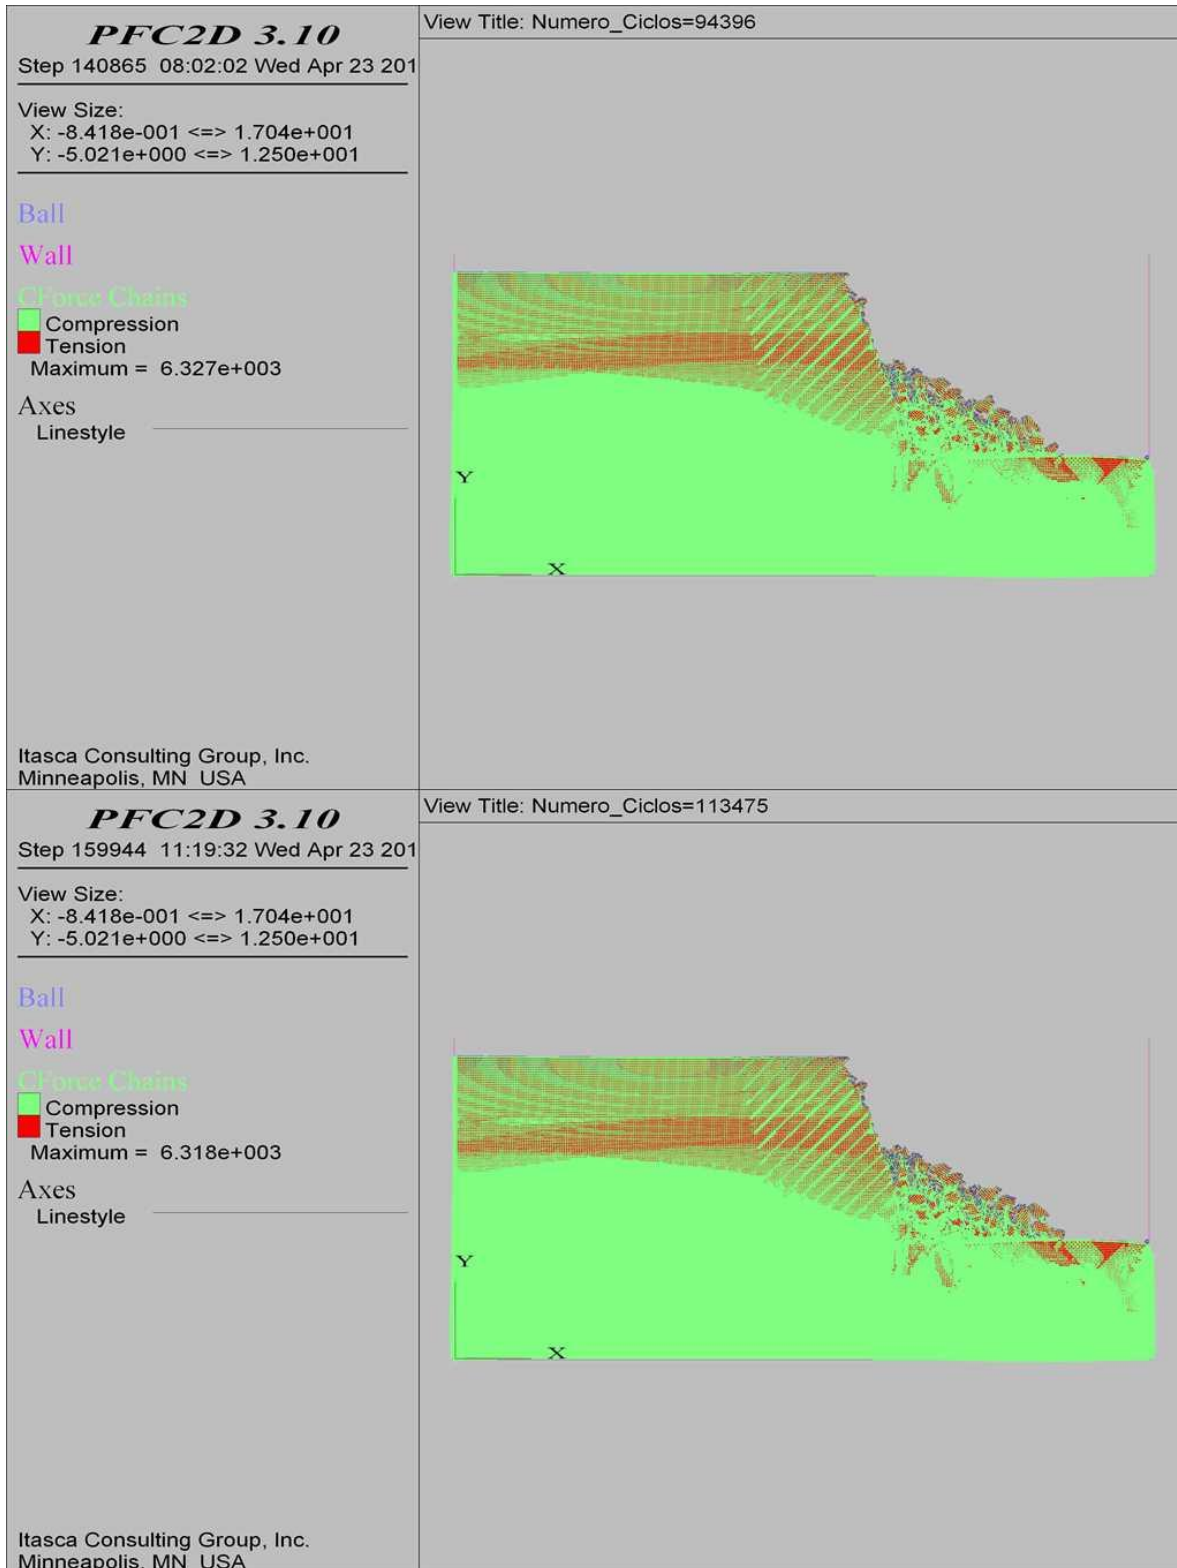 PFC2D 3.10
Step 140865 08:02:02 Wed Apr 23 201
View Size:
X: -8.418e-001 <=> 1.704e+001
Y: -5.021e+000 <=> 1.250e+001
Ball
Wall
CForce Chains
Compression
Tension
Maximum = 6.327e+003
Axes
Linestyle
Itasca Consulting Group, Inc.
Minneapolis, MN USA
View Title: Numero_Ciclos=94396
Y
X
PFC2D 3.10
Step 159944 11:19:32 Wed Apr 23 201
View Size:
X: -8.418e-001 <=> 1.704e+001
Y: -5.021e+000 <=> 1.250e+001
Ball
Wall
CForce Chains
Compression
Tension
Maximum = 6.318e+003
Axes
Linestyle
Itasca Consulting Group, Inc.
Minneapolis, MN USA
View Title: Numero_Ciclos=113475
Y
X